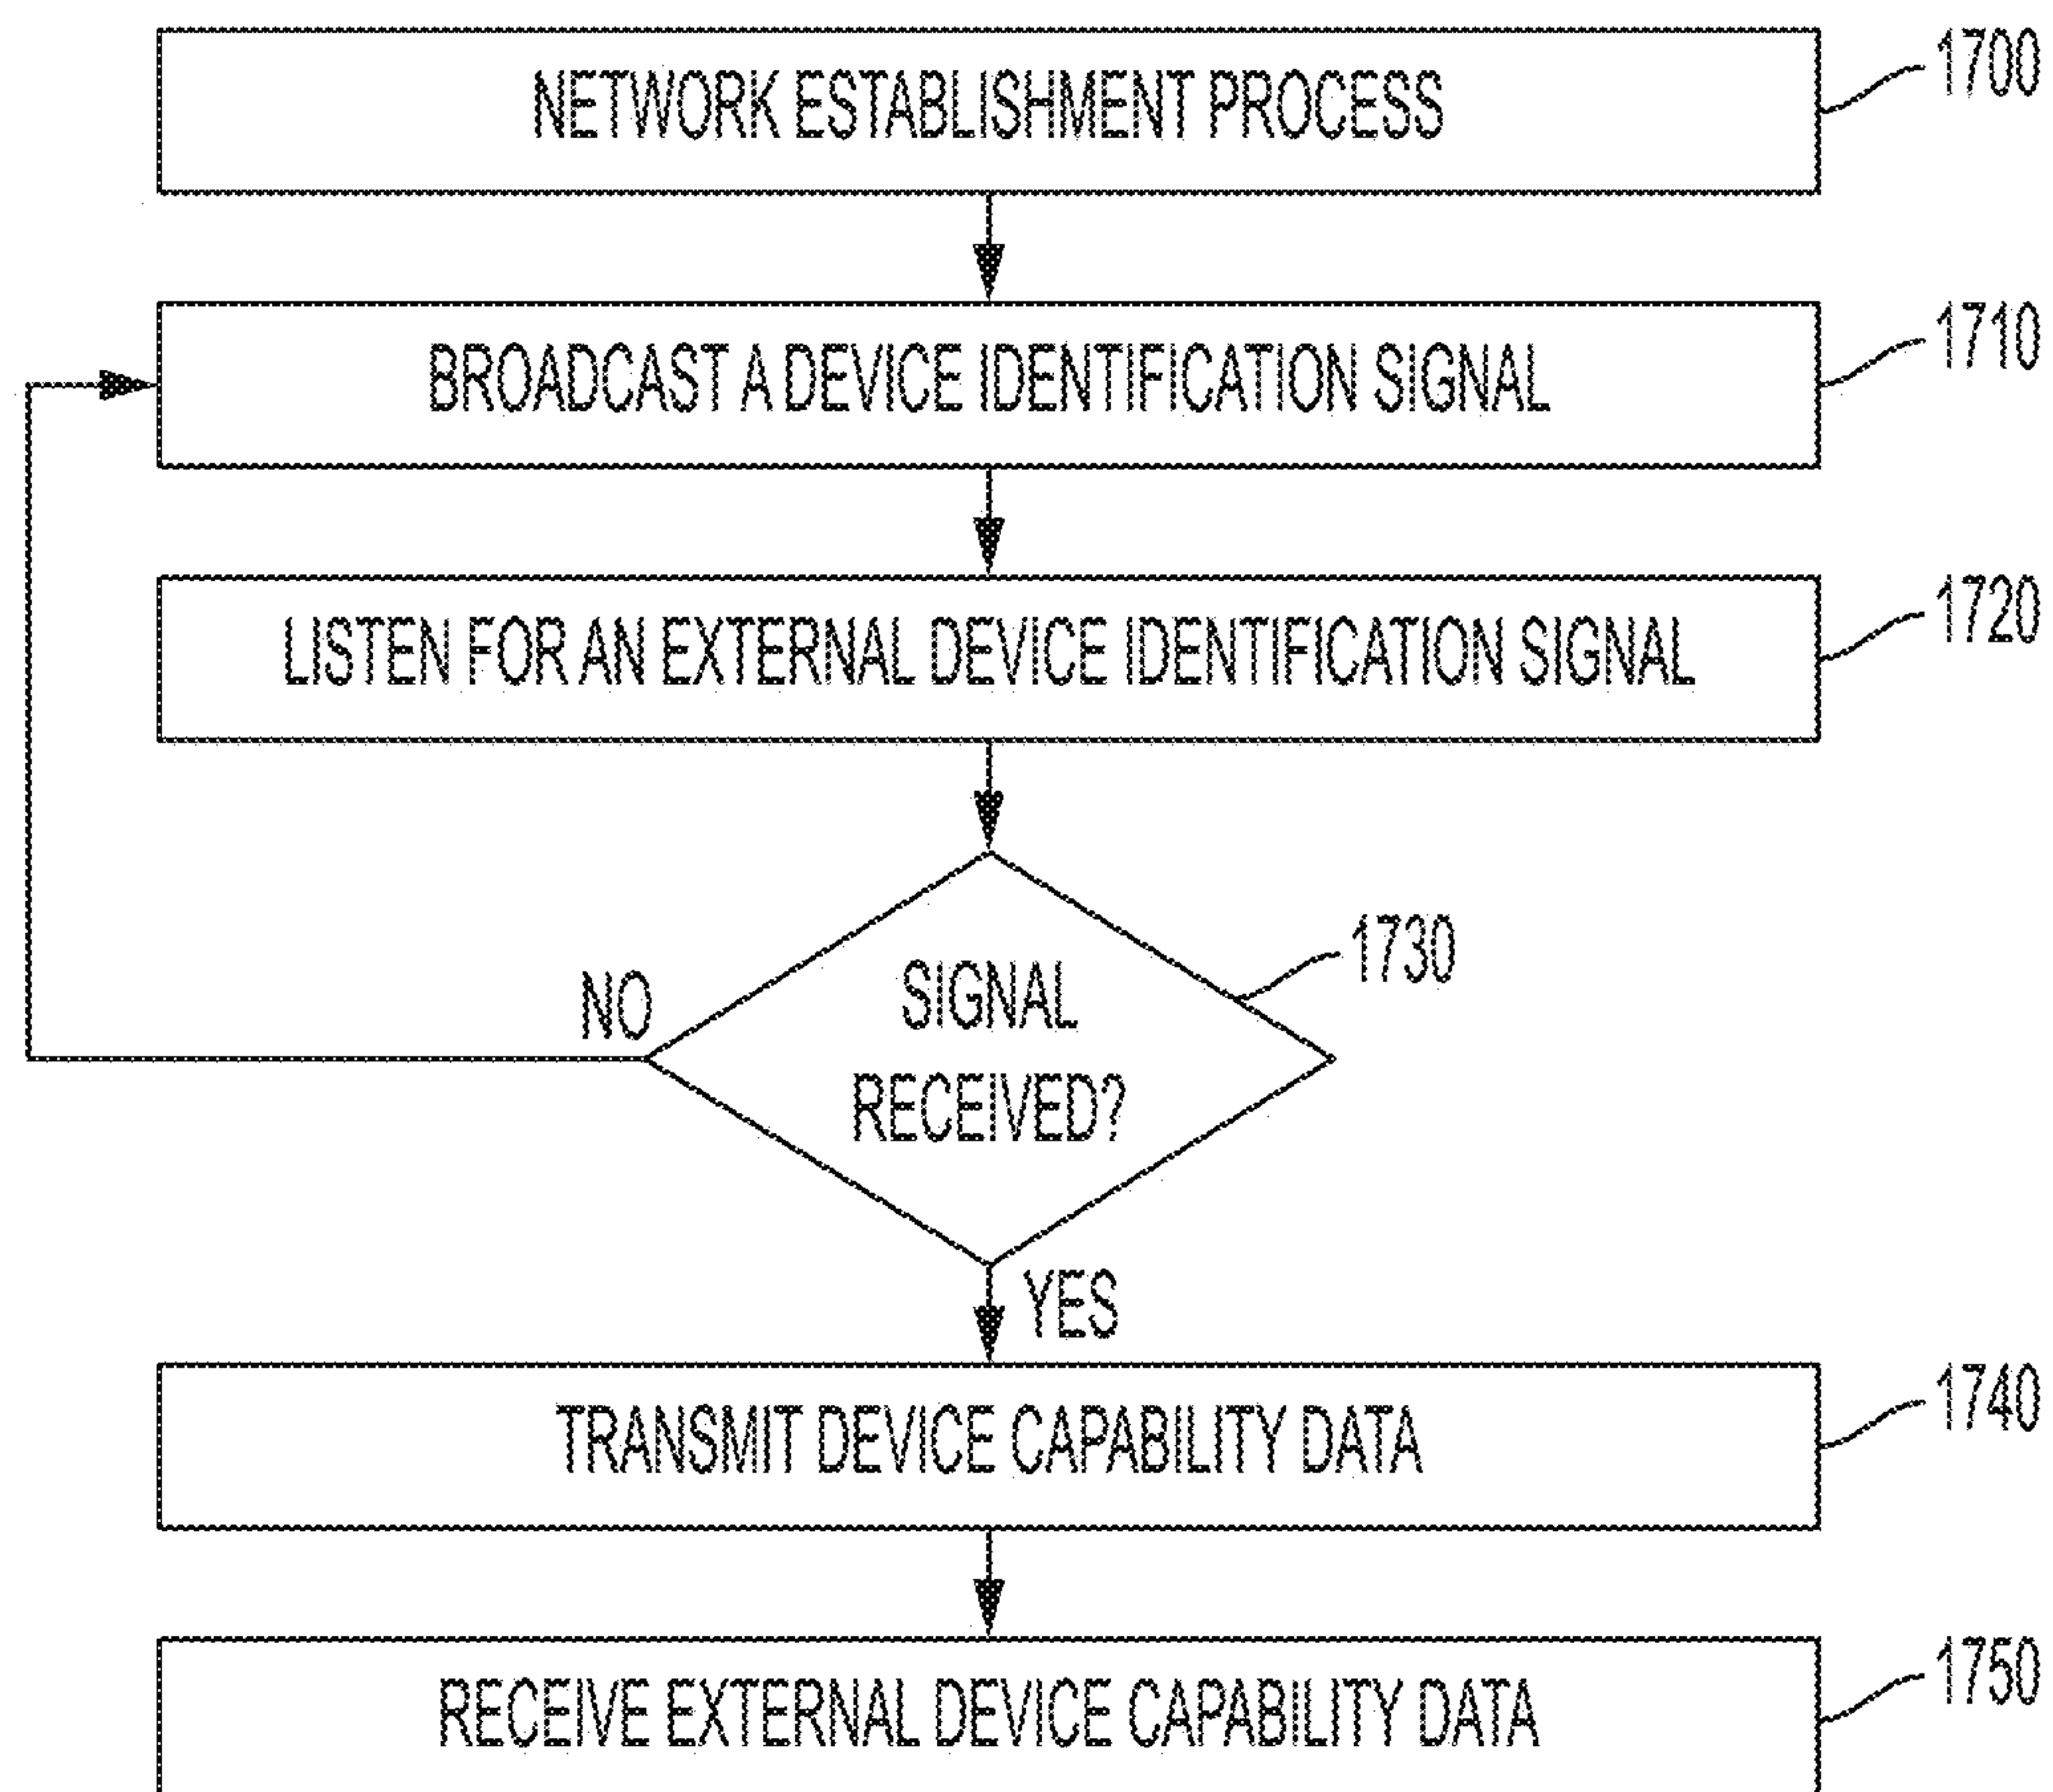 NETWORK ESTABLISHMENT PROCESS
1700
BROADCAST A DEVICE IDENTIFICATION SIGNAL
1710
LISTEN FOR AN EXTERNAL DEVICE IDENTIFICATION SIGNAL
1720
NO
SIGNAL
RECEIVED?
1730
YES
TRANSMIT DEVICE CAPABILITY DATA
1740
RECEIVE EXTERNAL DEVICE CAPABILITY DATA
1750